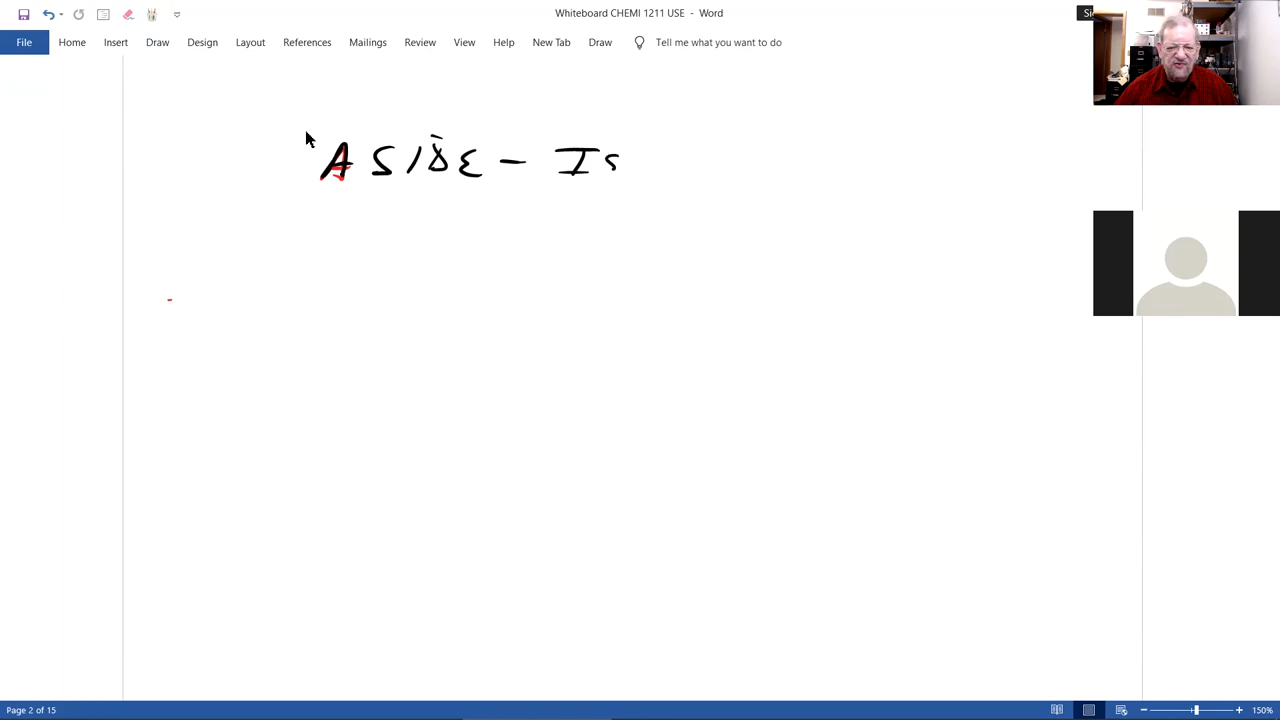 Whiteboard CHEMI 1211 USE - Word
File Home Insert Draw Design Layout References Mailings Review View Help New Tab Draw Tell me what you want to do
ASIDE - Is
Page 2 of 15
150%